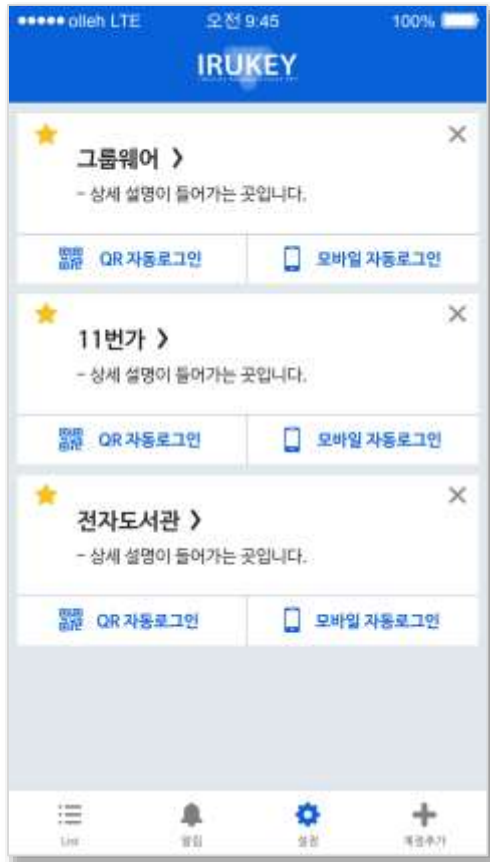 olleh LTE 오전 9:45 100%
IRUKEY
그룹웨어 ❯
- 상세 설명이 들어가는 곳입니다.
QR 자동로그인 모바일 자동로그인
11번가 ❯
- 상세 설명이 들어가는 곳입니다.
QR 자동로그인 모바일 자동로그인
전자도서관 ❯
- 상세 설명이 들어가는 곳입니다.
QR 자동로그인 모바일 자동로그인
List 알림 설정 계정추가